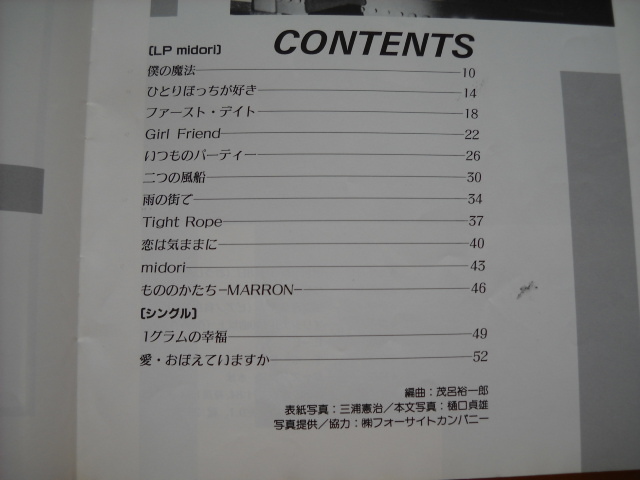 CONTENTS
[LP midori]
僕の魔法 10
ひとりぼっちが好き 14
ファースト・デイト 18
Girl Friend 22
いつものパーティー 26
二つの風船 30
雨の街で 34
Tight Rope 37
恋は気ままに 40
midori 43
もののかたち−MARRON− 46
[シングル]
1グラムの幸福 49
愛・おぼえていますか 52
編曲：茂呂裕一郎
表紙写真：三浦憲治／本文写真：樋口貞雄
写真提供／協力：㈱フォーサイトカンパニー